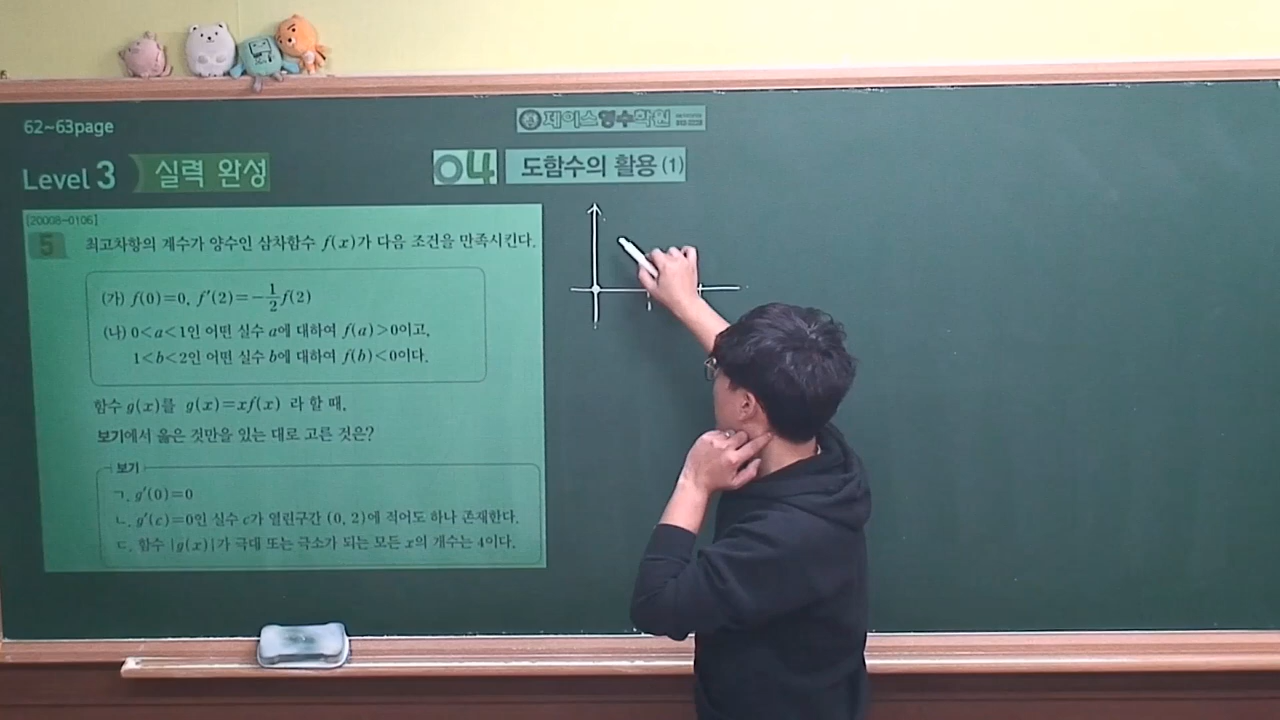 62~63page
제이스영수학원
Level 3 실력 완성
04 도함수의 활용 (1)
[20008-0106]
5 최고차항의 계수가 양수인 삼차함수 f(x)가 다음 조건을 만족시킨다.
(가) f(0)=0, f′(2)=-1/2f(2)
(나) 0<a<1인 어떤 실수 a에 대하여 f(a)>0이고,
1<b<2인 어떤 실수 b에 대하여 f(b)<0이다.
함수 g(x)를 g(x)=xf(x) 라 할 때,
보기에서 옳은 것만을 있는 대로 고른 것은?
보기
ㄱ. g′(0)=0
ㄴ. g′(c)=0인 실수 c가 열린구간 (0, 2)에 적어도 하나 존재한다.
ㄷ. 함수 |g(x)|가 극대 또는 극소가 되는 모든 x의 개수는 4이다.